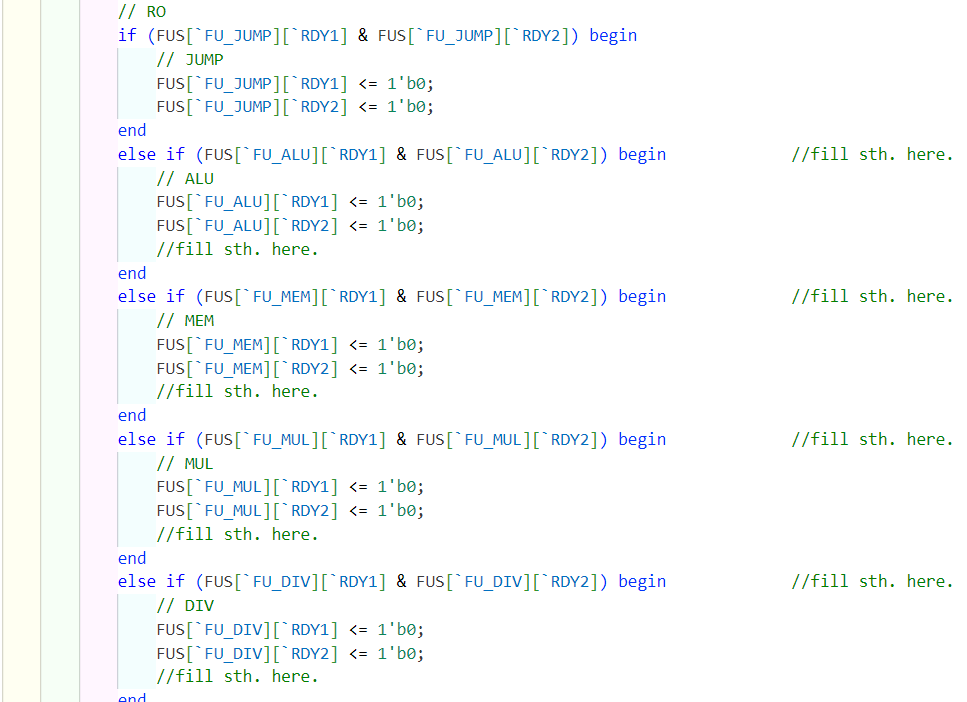 // RO
if (FUS[`FU_JUMP][`RDY1] & FUS[`FU_JUMP][`RDY2]) begin
// JUMP
FUS[`FU_JUMP][`RDY1] <= 1'b0;
FUS[`FU_JUMP][`RDY2] <= 1'b0;
end
else if (FUS[`FU_ALU][`RDY1] & FUS[`FU_ALU][`RDY2]) begin //fill sth. here.
// ALU
FUS[`FU_ALU][`RDY1] <= 1'b0;
FUS[`FU_ALU][`RDY2] <= 1'b0;
//fill sth. here.
end
else if (FUS[`FU_MEM][`RDY1] & FUS[`FU_MEM][`RDY2]) begin //fill sth. here.
// MEM
FUS[`FU_MEM][`RDY1] <= 1'b0;
FUS[`FU_MEM][`RDY2] <= 1'b0;
//fill sth. here.
end
else if (FUS[`FU_MUL][`RDY1] & FUS[`FU_MUL][`RDY2]) begin //fill sth. here.
// MUL
FUS[`FU_MUL][`RDY1] <= 1'b0;
FUS[`FU_MUL][`RDY2] <= 1'b0;
//fill sth. here.
end
else if (FUS[`FU_DIV][`RDY1] & FUS[`FU_DIV][`RDY2]) begin //fill sth. here.
// DIV
FUS[`FU_DIV][`RDY1] <= 1'b0;
FUS[`FU_DIV][`RDY2] <= 1'b0;
//fill sth. here.
end